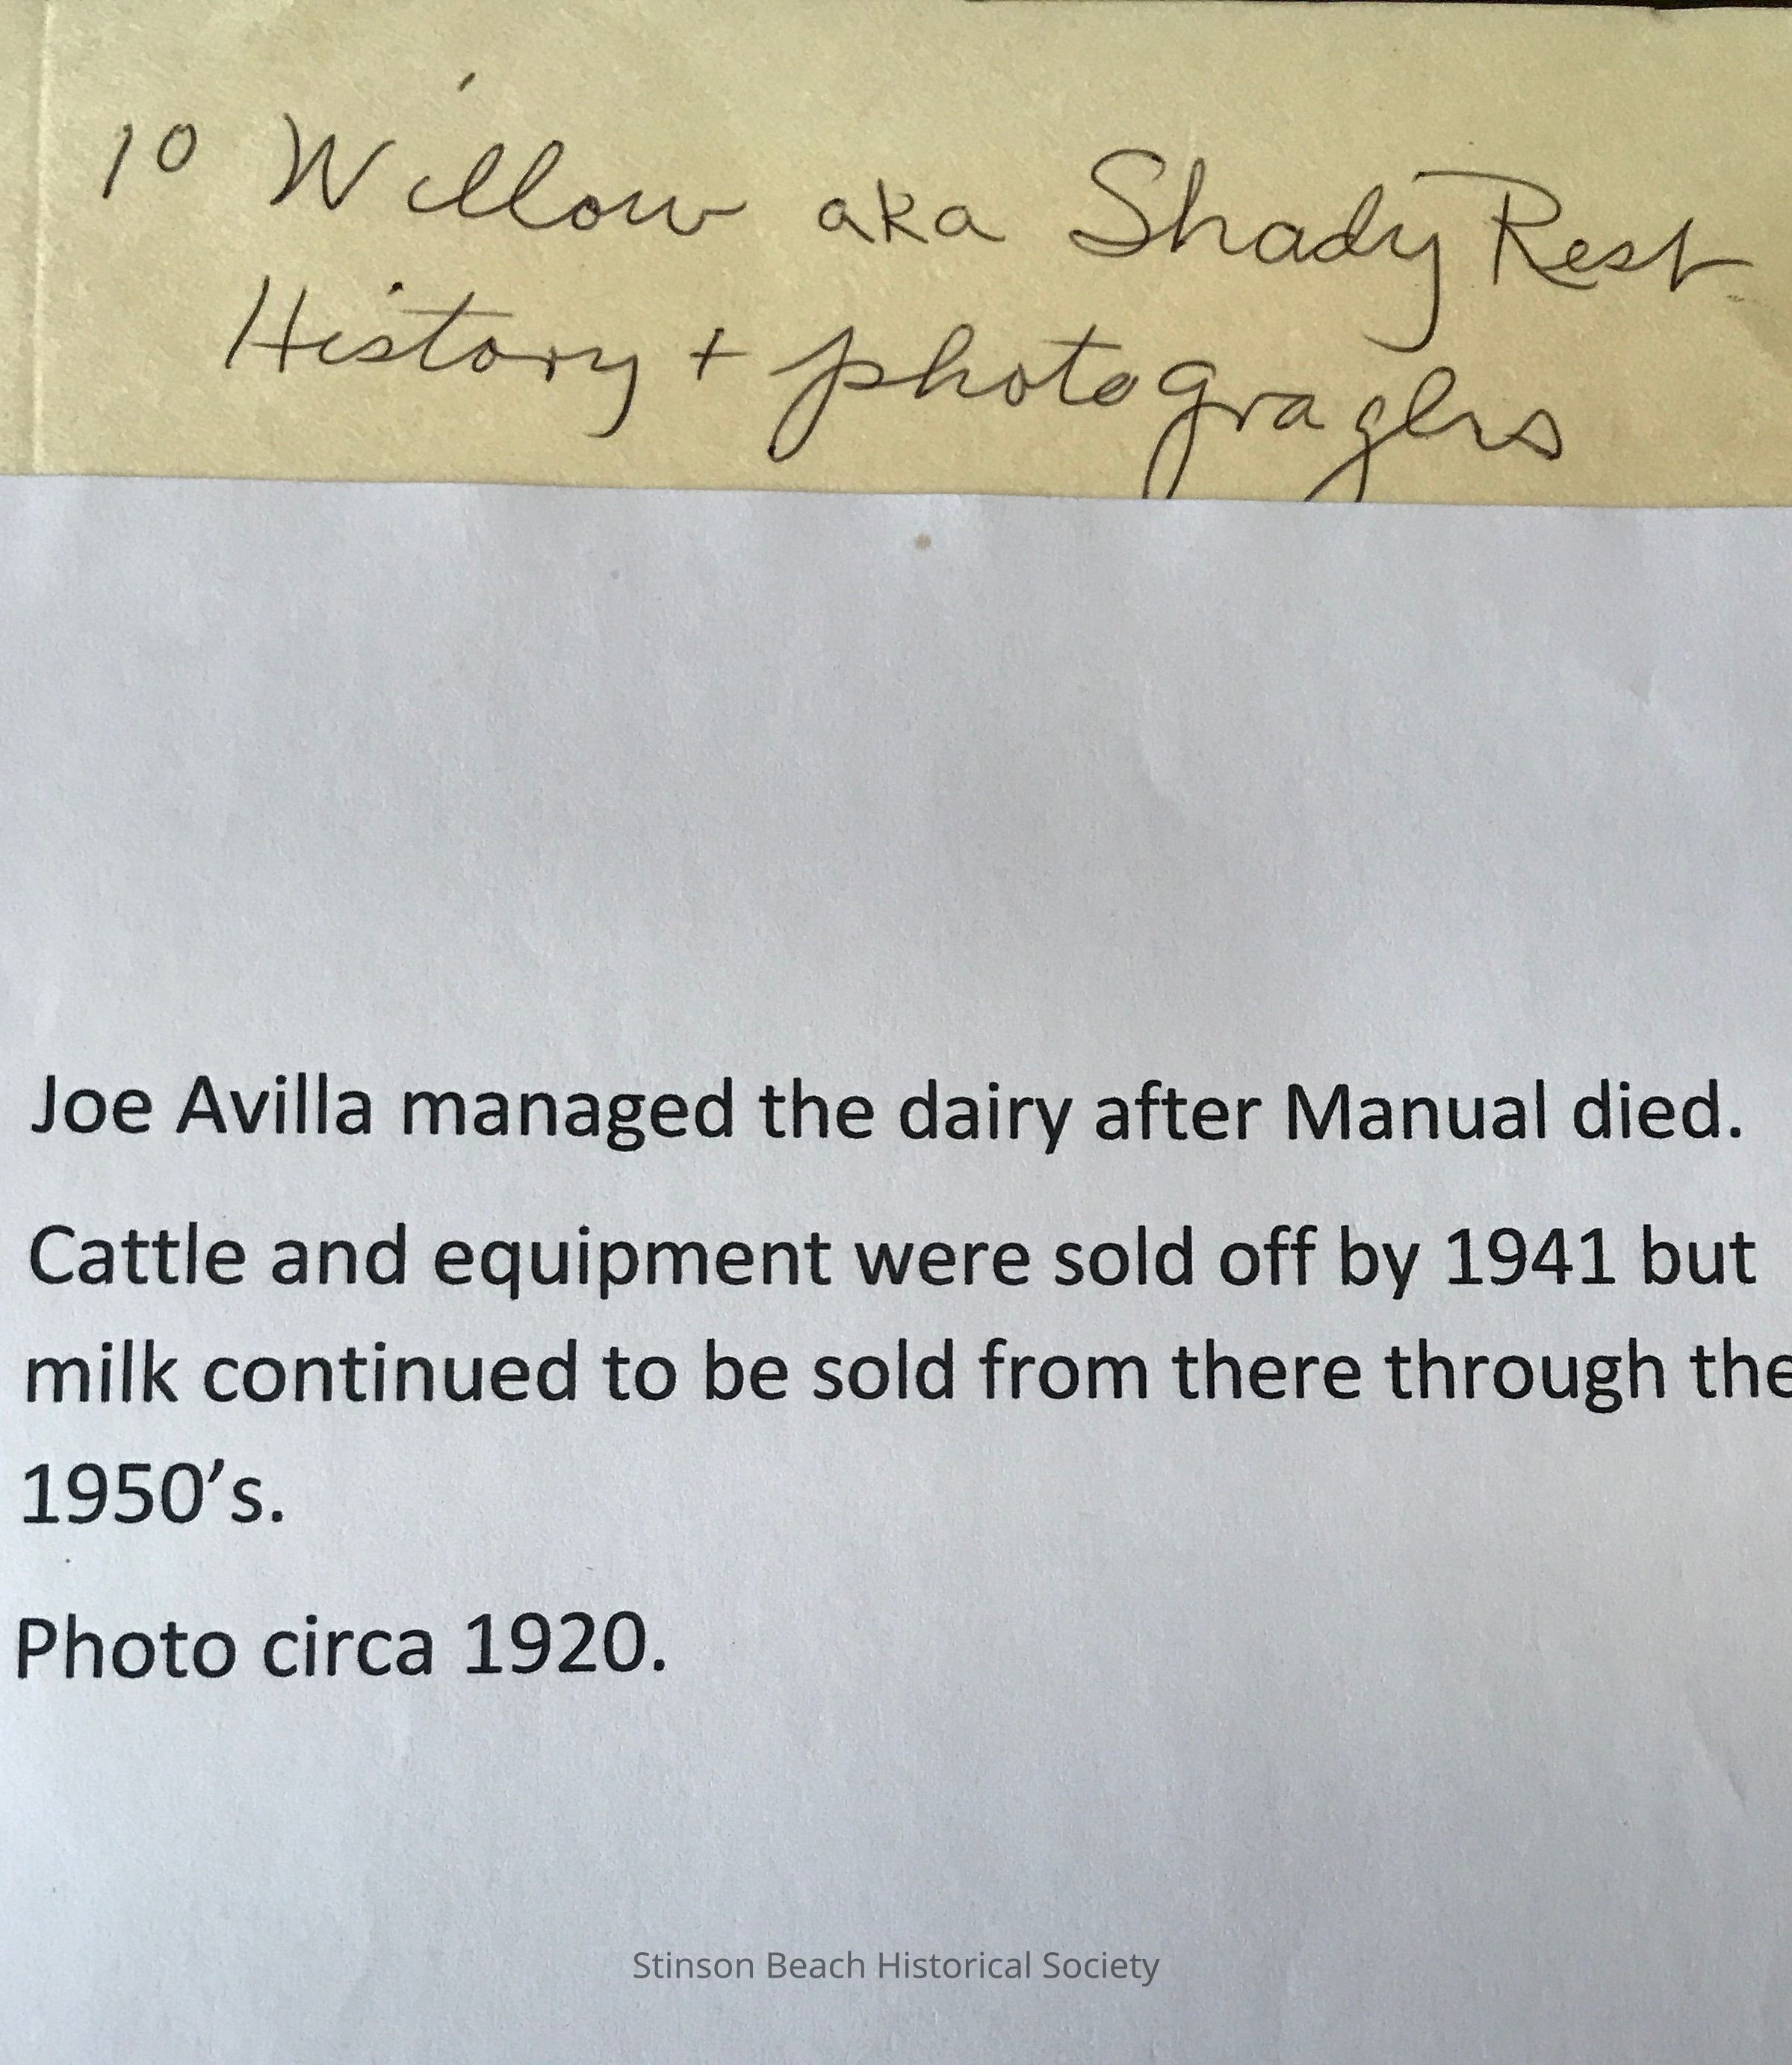 10 Willow aka Shady Rest
History + photographs
Joe Avilla managed the dairy after Manual died.
Cattle and equipment were sold off by 1941 but
milk continued to be sold from there through the
1950’s.
Photo circa 1920.
Stinson Beach Historical Society